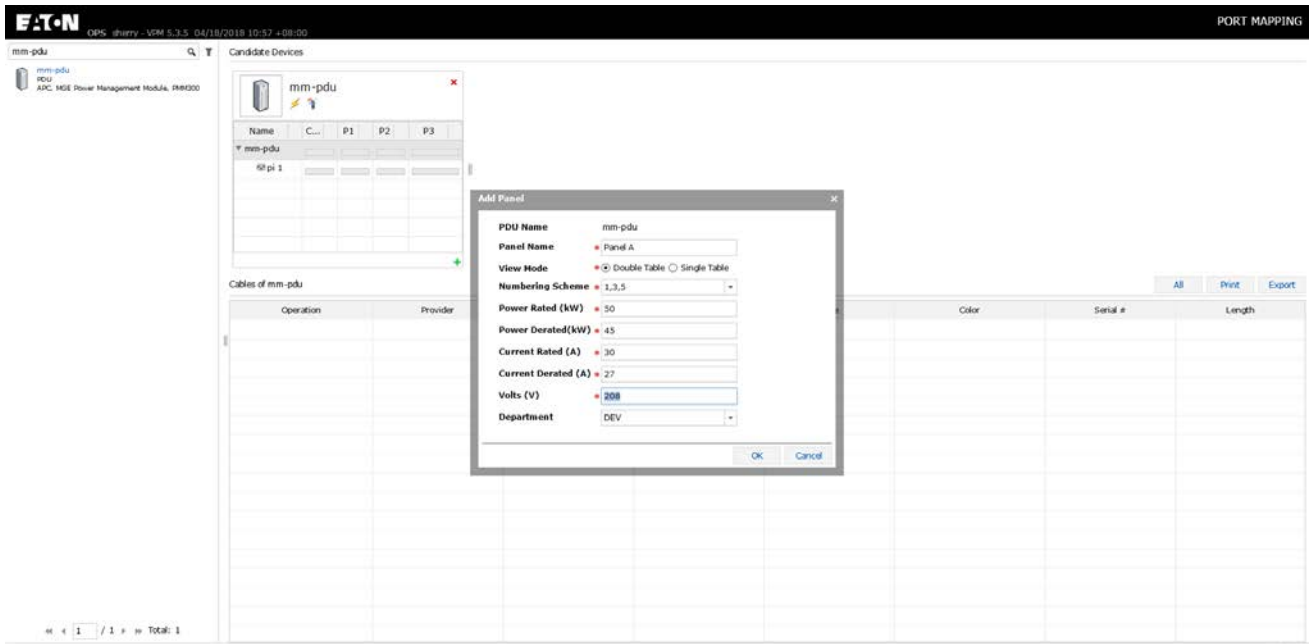 EATON OPS sherry - VPM 5.3.5 04/18/2018 10:57 +08:00 PORT MAPPING
mm-pdu
mm-pdu
PDU
APC, MGE Power Management Module, PMM200
Candidate Devices
mm-pdu
Name C... P1 P2 P3
mm-pdu
pi 1
Add Panel
PDU Name mm-pdu
Panel Name * Panel A
View Mode * Double Table Single Table
Numbering Scheme * 1,3,5
Power Rated (kW) * 50
Power Derated(kW) * 45
Current Rated (A) * 30
Current Derated (A) * 27
Volts (V) * 208
Department DEV
OK Cancel
Cables of mm-pdu All Print Export
Operation Provider Color Serial # Length
1 / 1 Total: 1